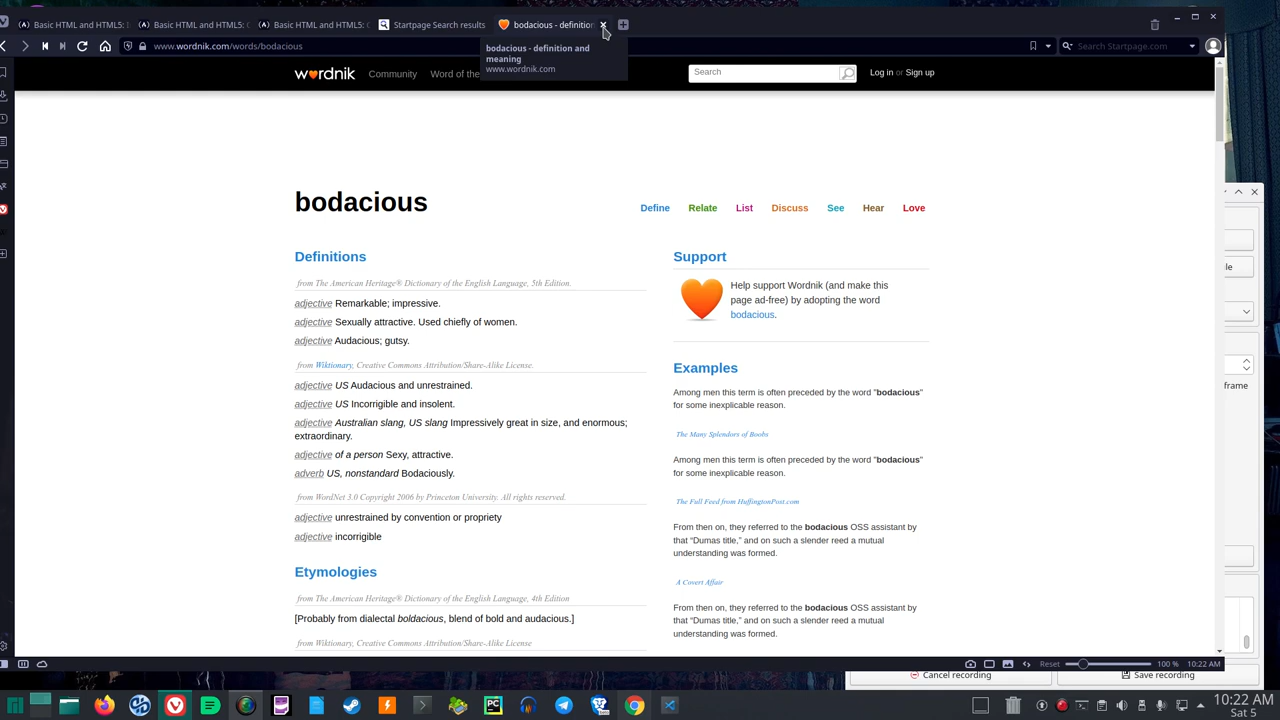 Basic HTML and HTML5:
Basic HTML and HTML5: C
Basic HTML and HTML5: U
Startpage Search Results
bodacious - definition
www.wordnik.com/words/bodacious
Search Startpage.com
bodacious - definition and
meaning
www.wordnik.com
wordnik
Community
Word of the
Search
Log in or Sign up
bodacious
Define
Relate
List
Discuss
See
Hear
Love
Definitions
from The American Heritage® Dictionary of the English Language, 5th Edition.
adjective Remarkable; impressive.
adjective Sexually attractive. Used chiefly of women.
adjective Audacious; gutsy.
from Wiktionary, Creative Commons Attribution/Share-Alike License.
adjective US Audacious and unrestrained.
adjective US Incorrigible and insolent.
adjective Australian slang, US slang Impressively great in size, and enormous;
extraordinary.
adjective of a person Sexy, attractive.
adverb US, nonstandard Bodaciously.
from WordNet 3.0 Copyright 2006 by Princeton University. All rights reserved.
adjective unrestrained by convention or propriety
adjective incorrigible
Etymologies
from The American Heritage® Dictionary of the English Language, 4th Edition
[Probably from dialectal boldacious, blend of bold and audacious.]
from Wiktionary, Creative Commons Attribution/Share-Alike License
Support
Help support Wordnik (and make this
page ad-free) by adopting the word
bodacious.
Examples
Among men this term is often preceded by the word "bodacious"
for some inexplicable reason.
The Many Splendors of Boobs
Among men this term is often preceded by the word "bodacious"
for some inexplicable reason.
The Full Feed from HuffingtonPost.com
From then on, they referred to the bodacious OSS assistant by
that “Dumas title,” and on such a slender reed a mutual
understanding was formed.
A Covert Affair
From then on, they referred to the bodacious OSS assistant by
that “Dumas title,” and on such a slender reed a mutual
understanding was formed.
le
frame
Reset
100 %
10:22 AM
Cancel recording
Save recording
10:22 AM
Sat 5